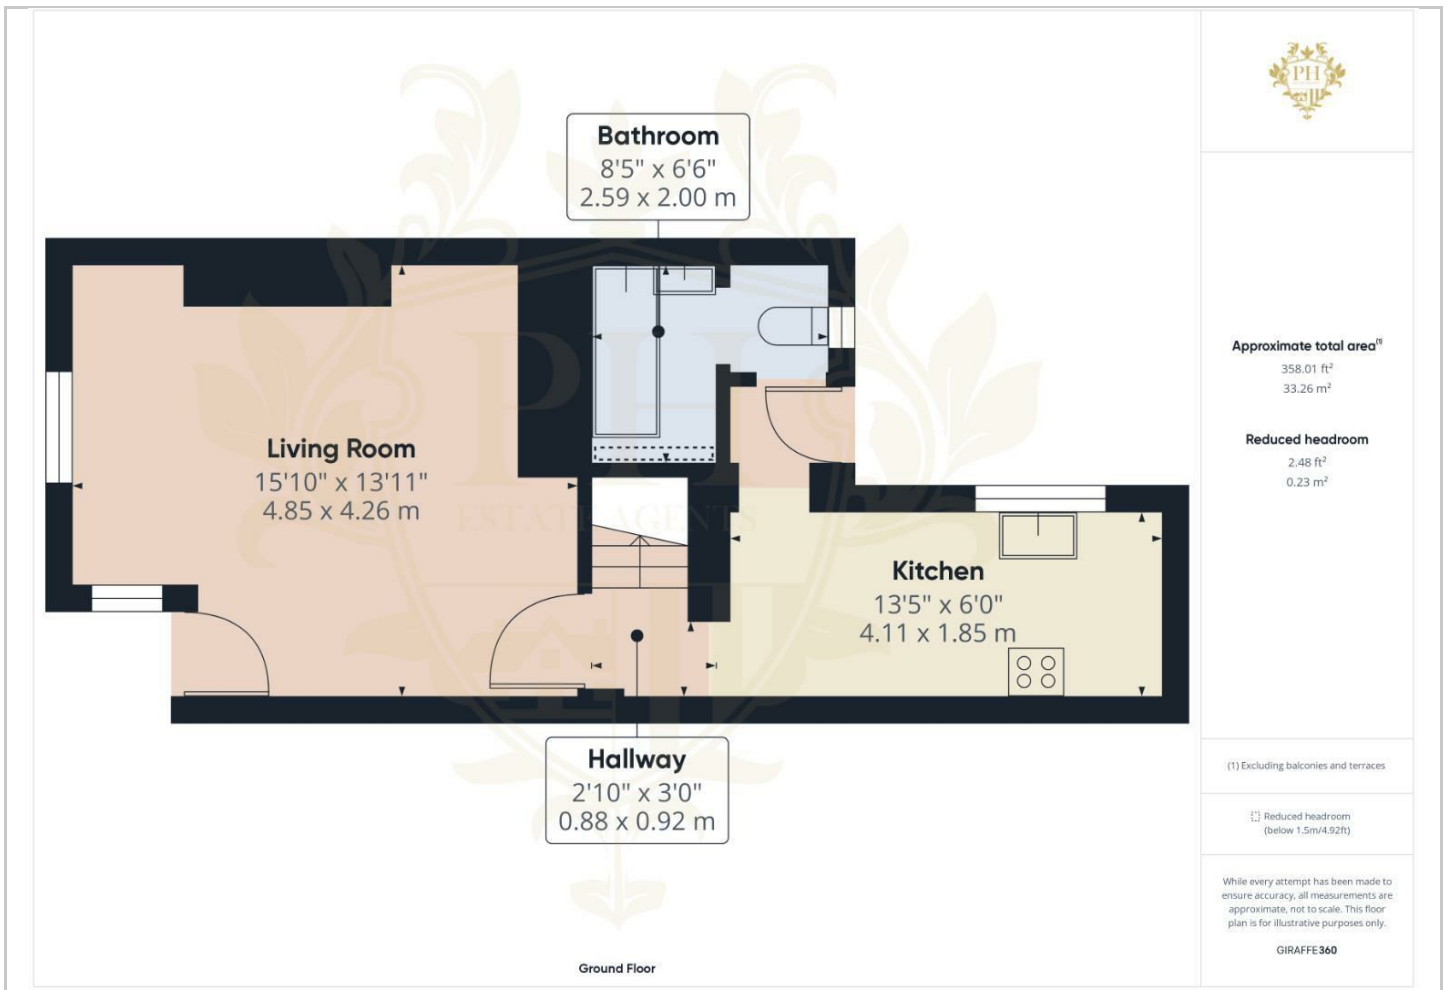 Bathroom
8'5" x 6'6"
2.59 x 2.00 m
Living Room
15'10" x 13'11"
4.85 x 4.26 m
Kitchen
13'5" x 6'0"
4.11 x 1.85 m
Hallway
2'10" x 3'0"
0.88 x 0.92 m
Ground Floor
PH
ESTATE AGENTS
PH
Approximate total area(1)
358.01 ft²
33.26 m²
Reduced headroom
2.48 ft²
0.23 m²
(1) Excluding balconies and terraces
Reduced headroom
(below 1.5m/4.92ft)
While every attempt has been made to
ensure accuracy, all measurements are
approximate, not to scale. This floor
plan is for illustrative purposes only.
GIRAFFE360